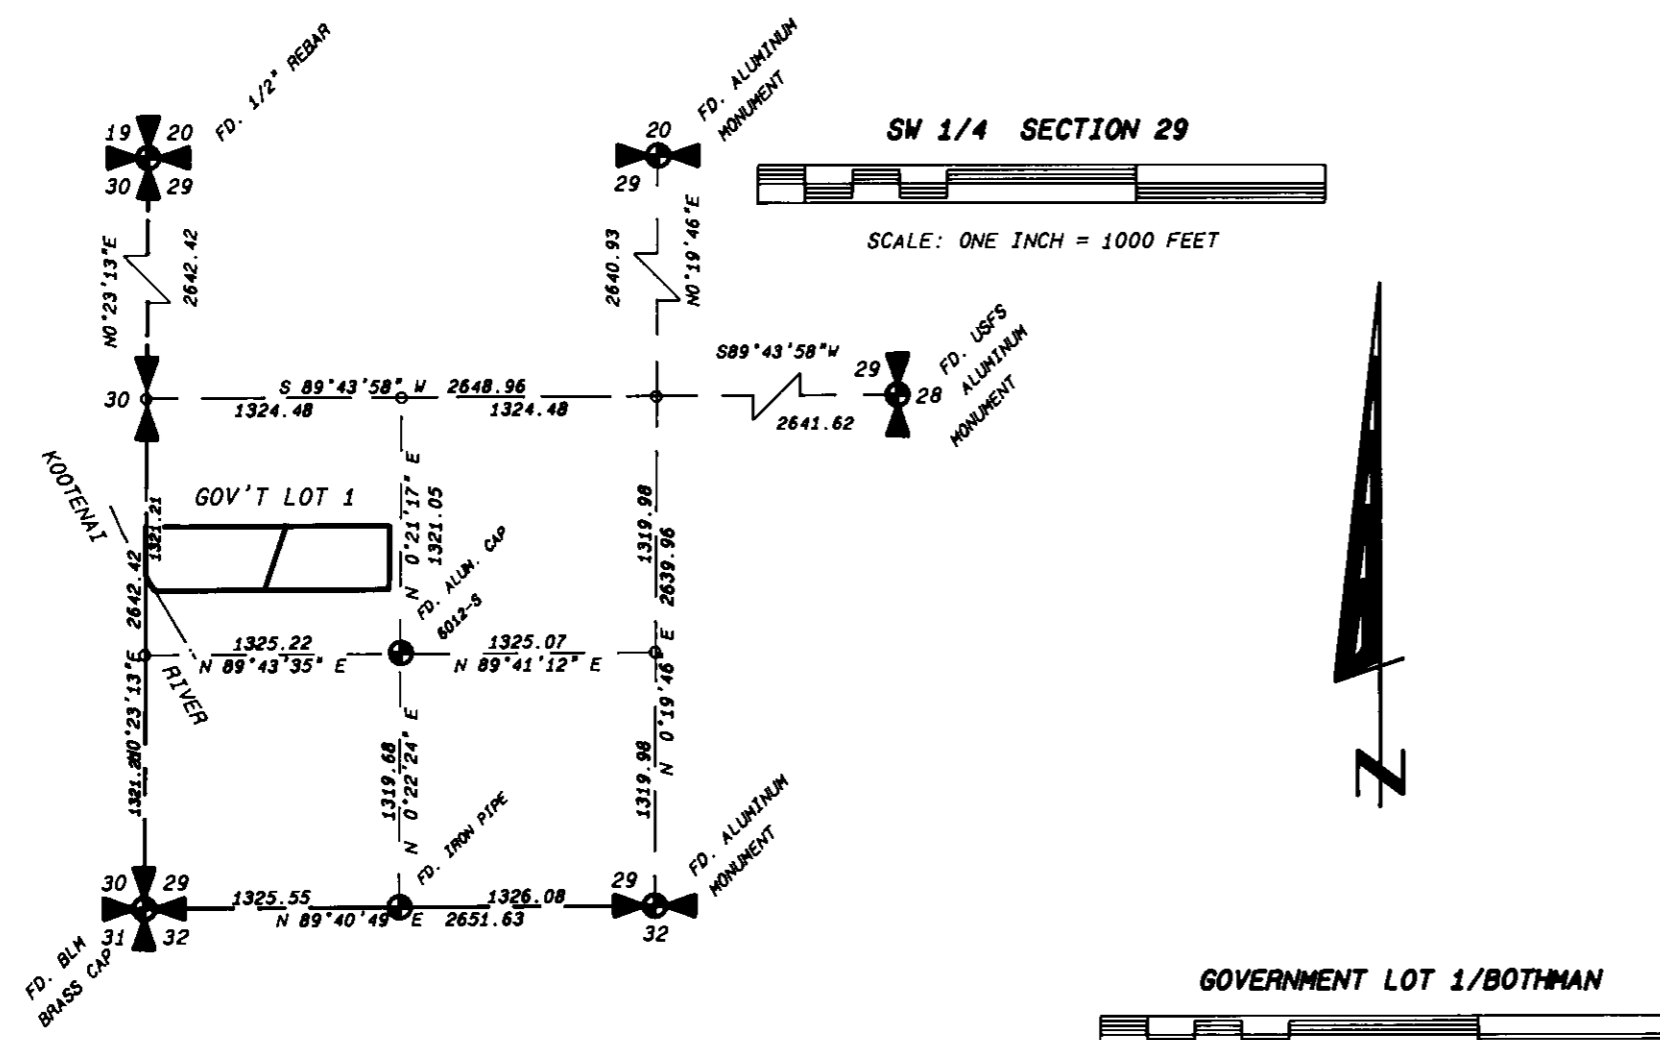 FD. 1/2" REBAR
19 20
30 29
FD. ALUMINUM
MONUMENT
20
29
SW 1/4 SECTION 29
SCALE: ONE INCH = 1000 FEET
N0°23'13"E
2642.42
2640.93
N0°19'46"E
S89°43'58"W
2641.62
29
28
FD. USFS
ALUMINUM
MONUMENT
30
S 89°43'58" W 2648.96
1324.48
1324.48
KOOTENAI
RIVER
GOV'T LOT 1
1321.21
2642.42
N 0°21'17" E
1321.05
FD. ALUM. CAP
6012-S
1319.98
2639.96
1325.22
N 89°43'35" E
1325.07
N 89°41'12" E
N 0°19'46" E
0°23'13"E
1319.68
N 0°22'24" E
1319.98
FD. IRON PIPE
FD. ALUMINUM
MONUMENT
30 29
31 32
1325.55
1326.08
N 89°40'49" E 2651.63
29
32
FD. BLM
BRASS CAP
N
GOVERNMENT LOT 1/BOTHMAN